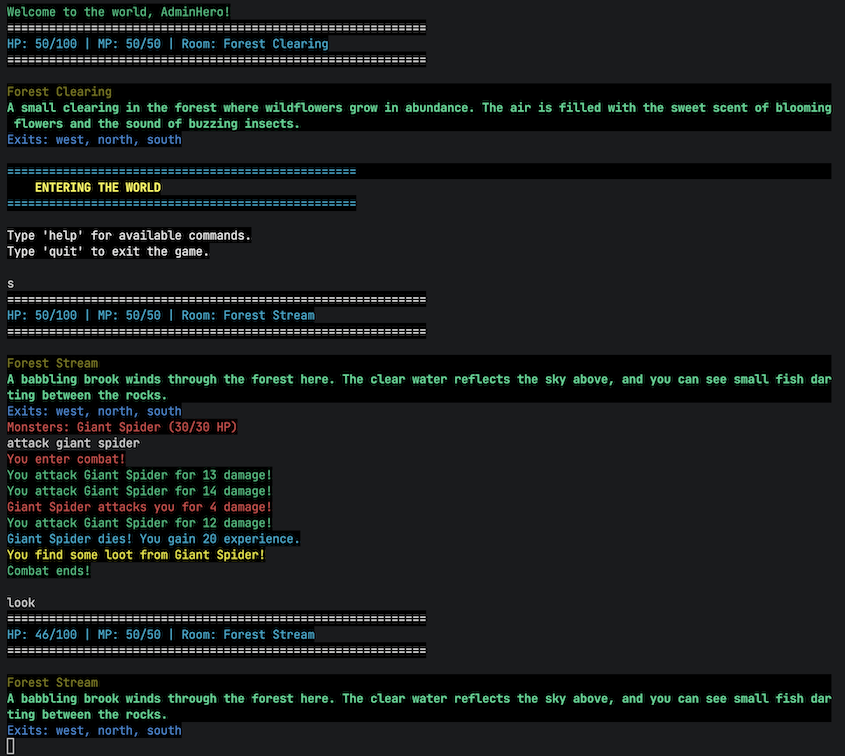 Welcome to the world, AdminHero!
============================================================
HP: 50/100 | MP: 50/50 | Room: Forest Clearing
============================================================
Forest Clearing
A small clearing in the forest where wildflowers grow in abundance. The air is filled with the sweet scent of blooming
 flowers and the sound of buzzing insects.
Exits: west, north, south
==================================================
    ENTERING THE WORLD
==================================================
Type 'help' for available commands.
Type 'quit' to exit the game.
s
============================================================
HP: 50/100 | MP: 50/50 | Room: Forest Stream
============================================================
Forest Stream
A babbling brook winds through the forest here. The clear water reflects the sky above, and you can see small fish dar
ting between the rocks.
Exits: west, north, south
Monsters: Giant Spider (30/30 HP)
attack giant spider
You enter combat!
You attack Giant Spider for 13 damage!
You attack Giant Spider for 14 damage!
Giant Spider attacks you for 4 damage!
You attack Giant Spider for 12 damage!
Giant Spider dies! You gain 20 experience.
You find some loot from Giant Spider!
Combat ends!
look
============================================================
HP: 46/100 | MP: 50/50 | Room: Forest Stream
============================================================
Forest Stream
A babbling brook winds through the forest here. The clear water reflects the sky above, and you can see small fish dar
ting between the rocks.
Exits: west, north, south